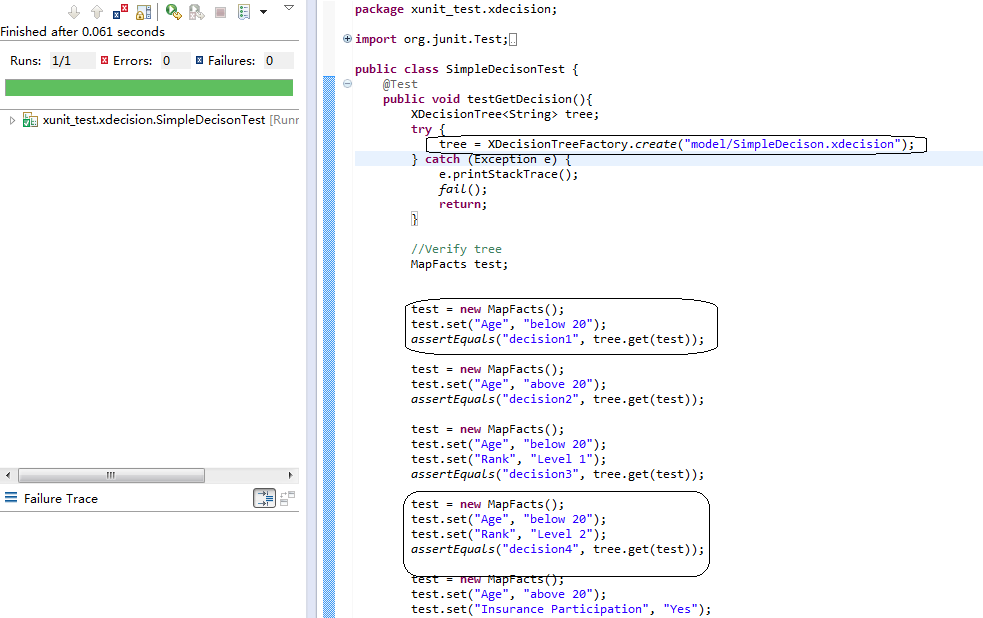 Finished after 0.061 seconds
Runs: 1/1 Errors: 0 Failures: 0
xunit_test.xdecision.SimpleDecisonTest [Runr
Failure Trace
package xunit_test.xdecision;
import org.junit.Test;
public class SimpleDecisonTest {
@Test
public void testGetDecision(){
XDecisionTree<String> tree;
try {
tree = XDecisionTreeFactory.create("model/SimpleDecison.xdecision");
} catch (Exception e) {
e.printStackTrace();
fail();
return;
}
//Verify tree
MapFacts test;
test = new MapFacts();
test.set("Age", "below 20");
assertEquals("decision1", tree.get(test));
test = new MapFacts();
test.set("Age", "above 20");
assertEquals("decision2", tree.get(test));
test = new MapFacts();
test.set("Age", "below 20");
test.set("Rank", "Level 1");
assertEquals("decision3", tree.get(test));
test = new MapFacts();
test.set("Age", "below 20");
test.set("Rank", "Level 2");
assertEquals("decision4", tree.get(test));
test = new MapFacts();
test.set("Age", "above 20");
test.set("Insurance Participation", "Yes");